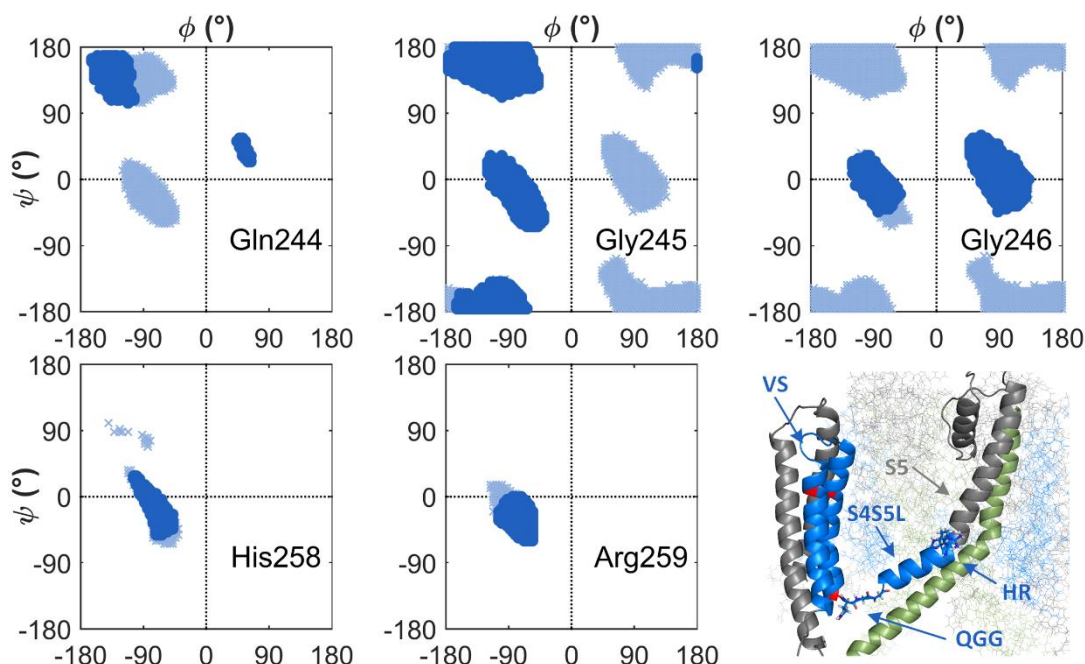 ϕ (°) ϕ (°) ϕ (°)
180 180 180
90 90 90
ψ (°) 0 0 0
-90 Gln244 -90 Gly245 -90 Gly246
-180 -180 -180
-180 -90 0 90 180 -180 -90 0 90 180 -180 -90 0 90 180
180 180
90 90
ψ (°) 0 0
-90 His258 -90 Arg259
-180 -180
-180 -90 0 90 180 -180 -90 0 90 180
VS
S5
S4S5L
HR
QGG